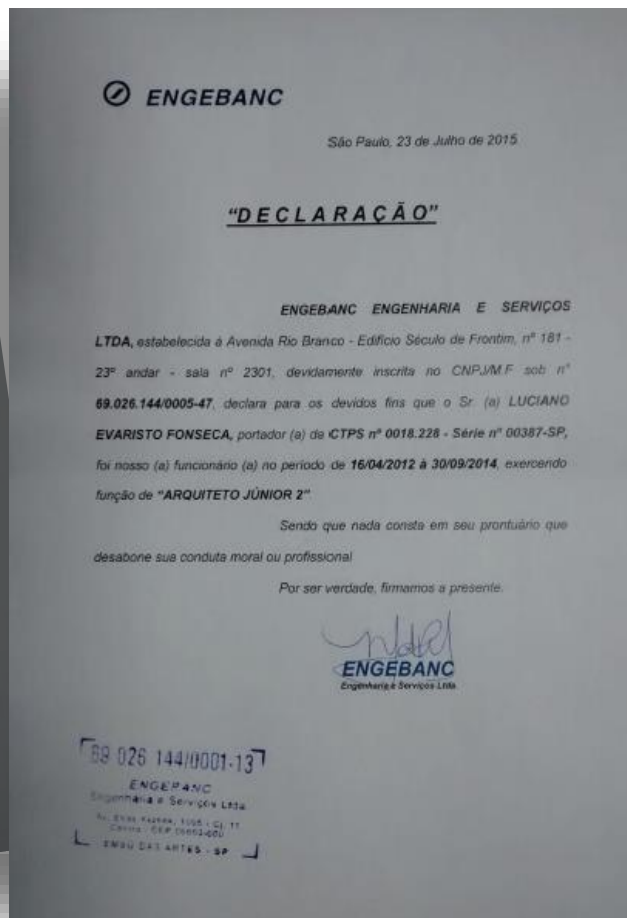 ENGEBANC
São Paulo, 23 de Julho de 2015
"DECLARAÇÃO"
ENGEBANC ENGENHARIA E SERVIÇOS
LTDA, estabelecida à Avenida Rio Branco - Edifício Século de Frontim, nº 181 -
23º andar - sala nº 2301, devidamente inscrita no CNPJ/M.F sob nº
69.026.144/0005-47, declara para os devidos fins que o Sr. (a) LUCIANO
EVARISTO FONSECA, portador (a) da CTPS nº 0018.228 - Série nº 00387-SP,
foi nosso (a) funcionário (a) no período de 16/04/2012 à 30/09/2014, exercendo
função de "ARQUITETO JÚNIOR 2"
Sendo que nada consta em seu prontuário que
desabone sua conduta moral ou profissional
Por ser verdade, firmamos a presente.
ENGEBANC
Engenharia e Serviços Ltda.
69 026 144/0001-13
ENGEBANC
Engenharia e Serviços Ltda.
EMBÚ DAS ARTES - SP